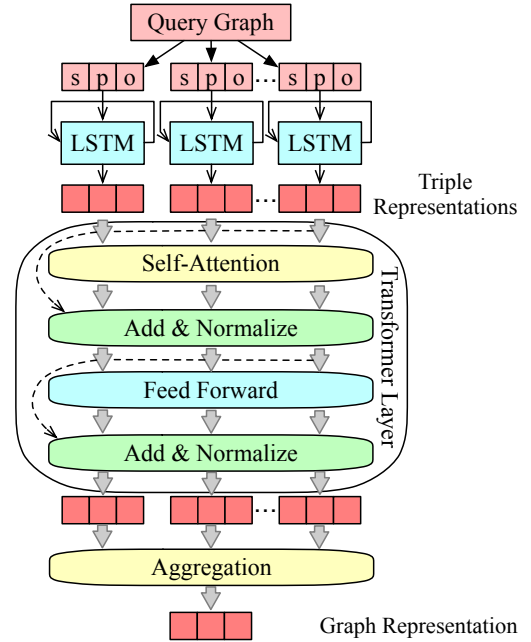 Query Graph
s p o s p o ... s p o
LSTM LSTM LSTM
...
Triple
Representations
Self-Attention
Add & Normalize
Feed Forward
Add & Normalize
Transformer Layer
...
Aggregation
Graph Representation